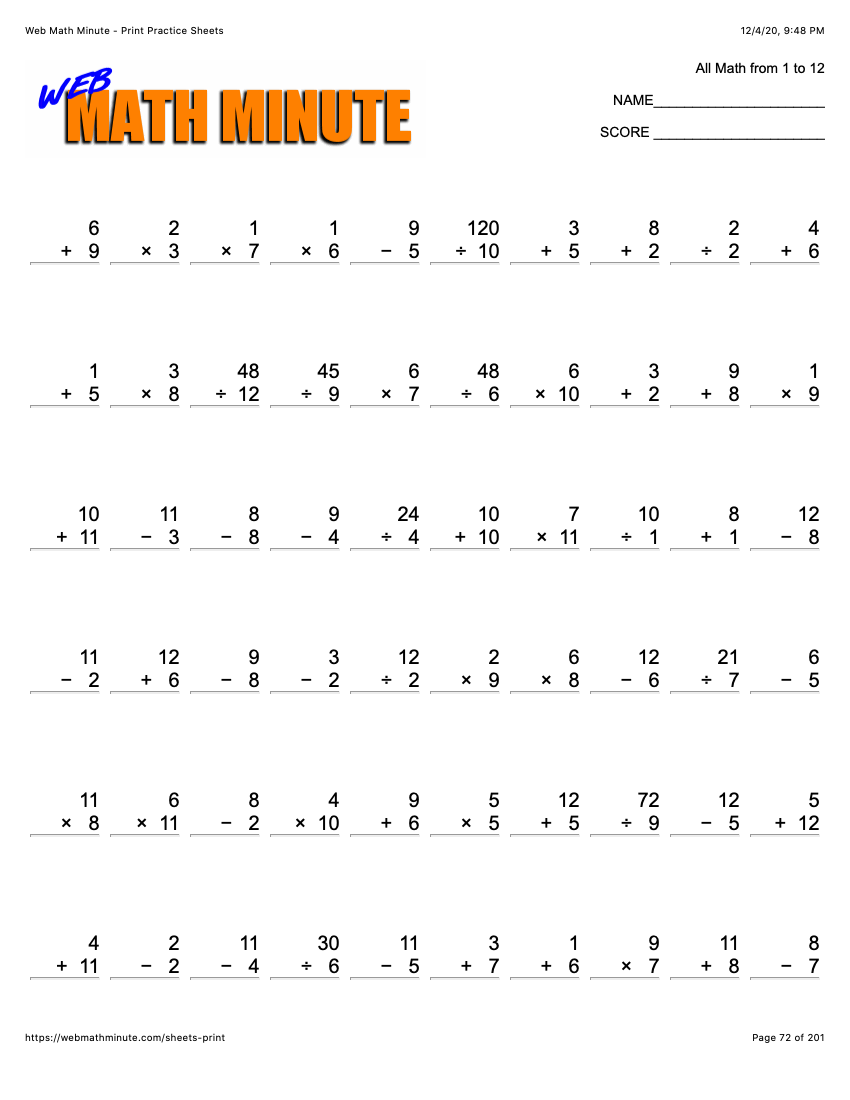 Web Math Minute - Print Practice Sheets 12/4/20, 9:48 PM
WEB
MATH MINUTE
All Math from 1 to 12
NAME______________________
SCORE ______________________
6 2 1 1 9 120 3 8 2 4
+ 9 × 3 × 7 × 6 − 5 ÷ 10 + 5 + 2 ÷ 2 + 6
1 3 48 45 6 48 6 3 9 1
+ 5 × 8 ÷ 12 ÷ 9 × 7 ÷ 6 × 10 + 2 + 8 × 9
10 11 8 9 24 10 7 10 8 12
+ 11 − 3 − 8 − 4 ÷ 4 + 10 × 11 ÷ 1 + 1 − 8
11 12 9 3 12 2 6 12 21 6
− 2 + 6 − 8 − 2 ÷ 2 × 9 × 8 − 6 ÷ 7 − 5
11 6 8 4 9 5 12 72 12 5
× 8 × 11 − 2 × 10 + 6 × 5 + 5 ÷ 9 − 5 + 12
4 2 11 30 11 3 1 9 11 8
+ 11 − 2 − 4 ÷ 6 − 5 + 7 + 6 × 7 + 8 − 7
https://webmathminute.com/sheets-print Page 72 of 201